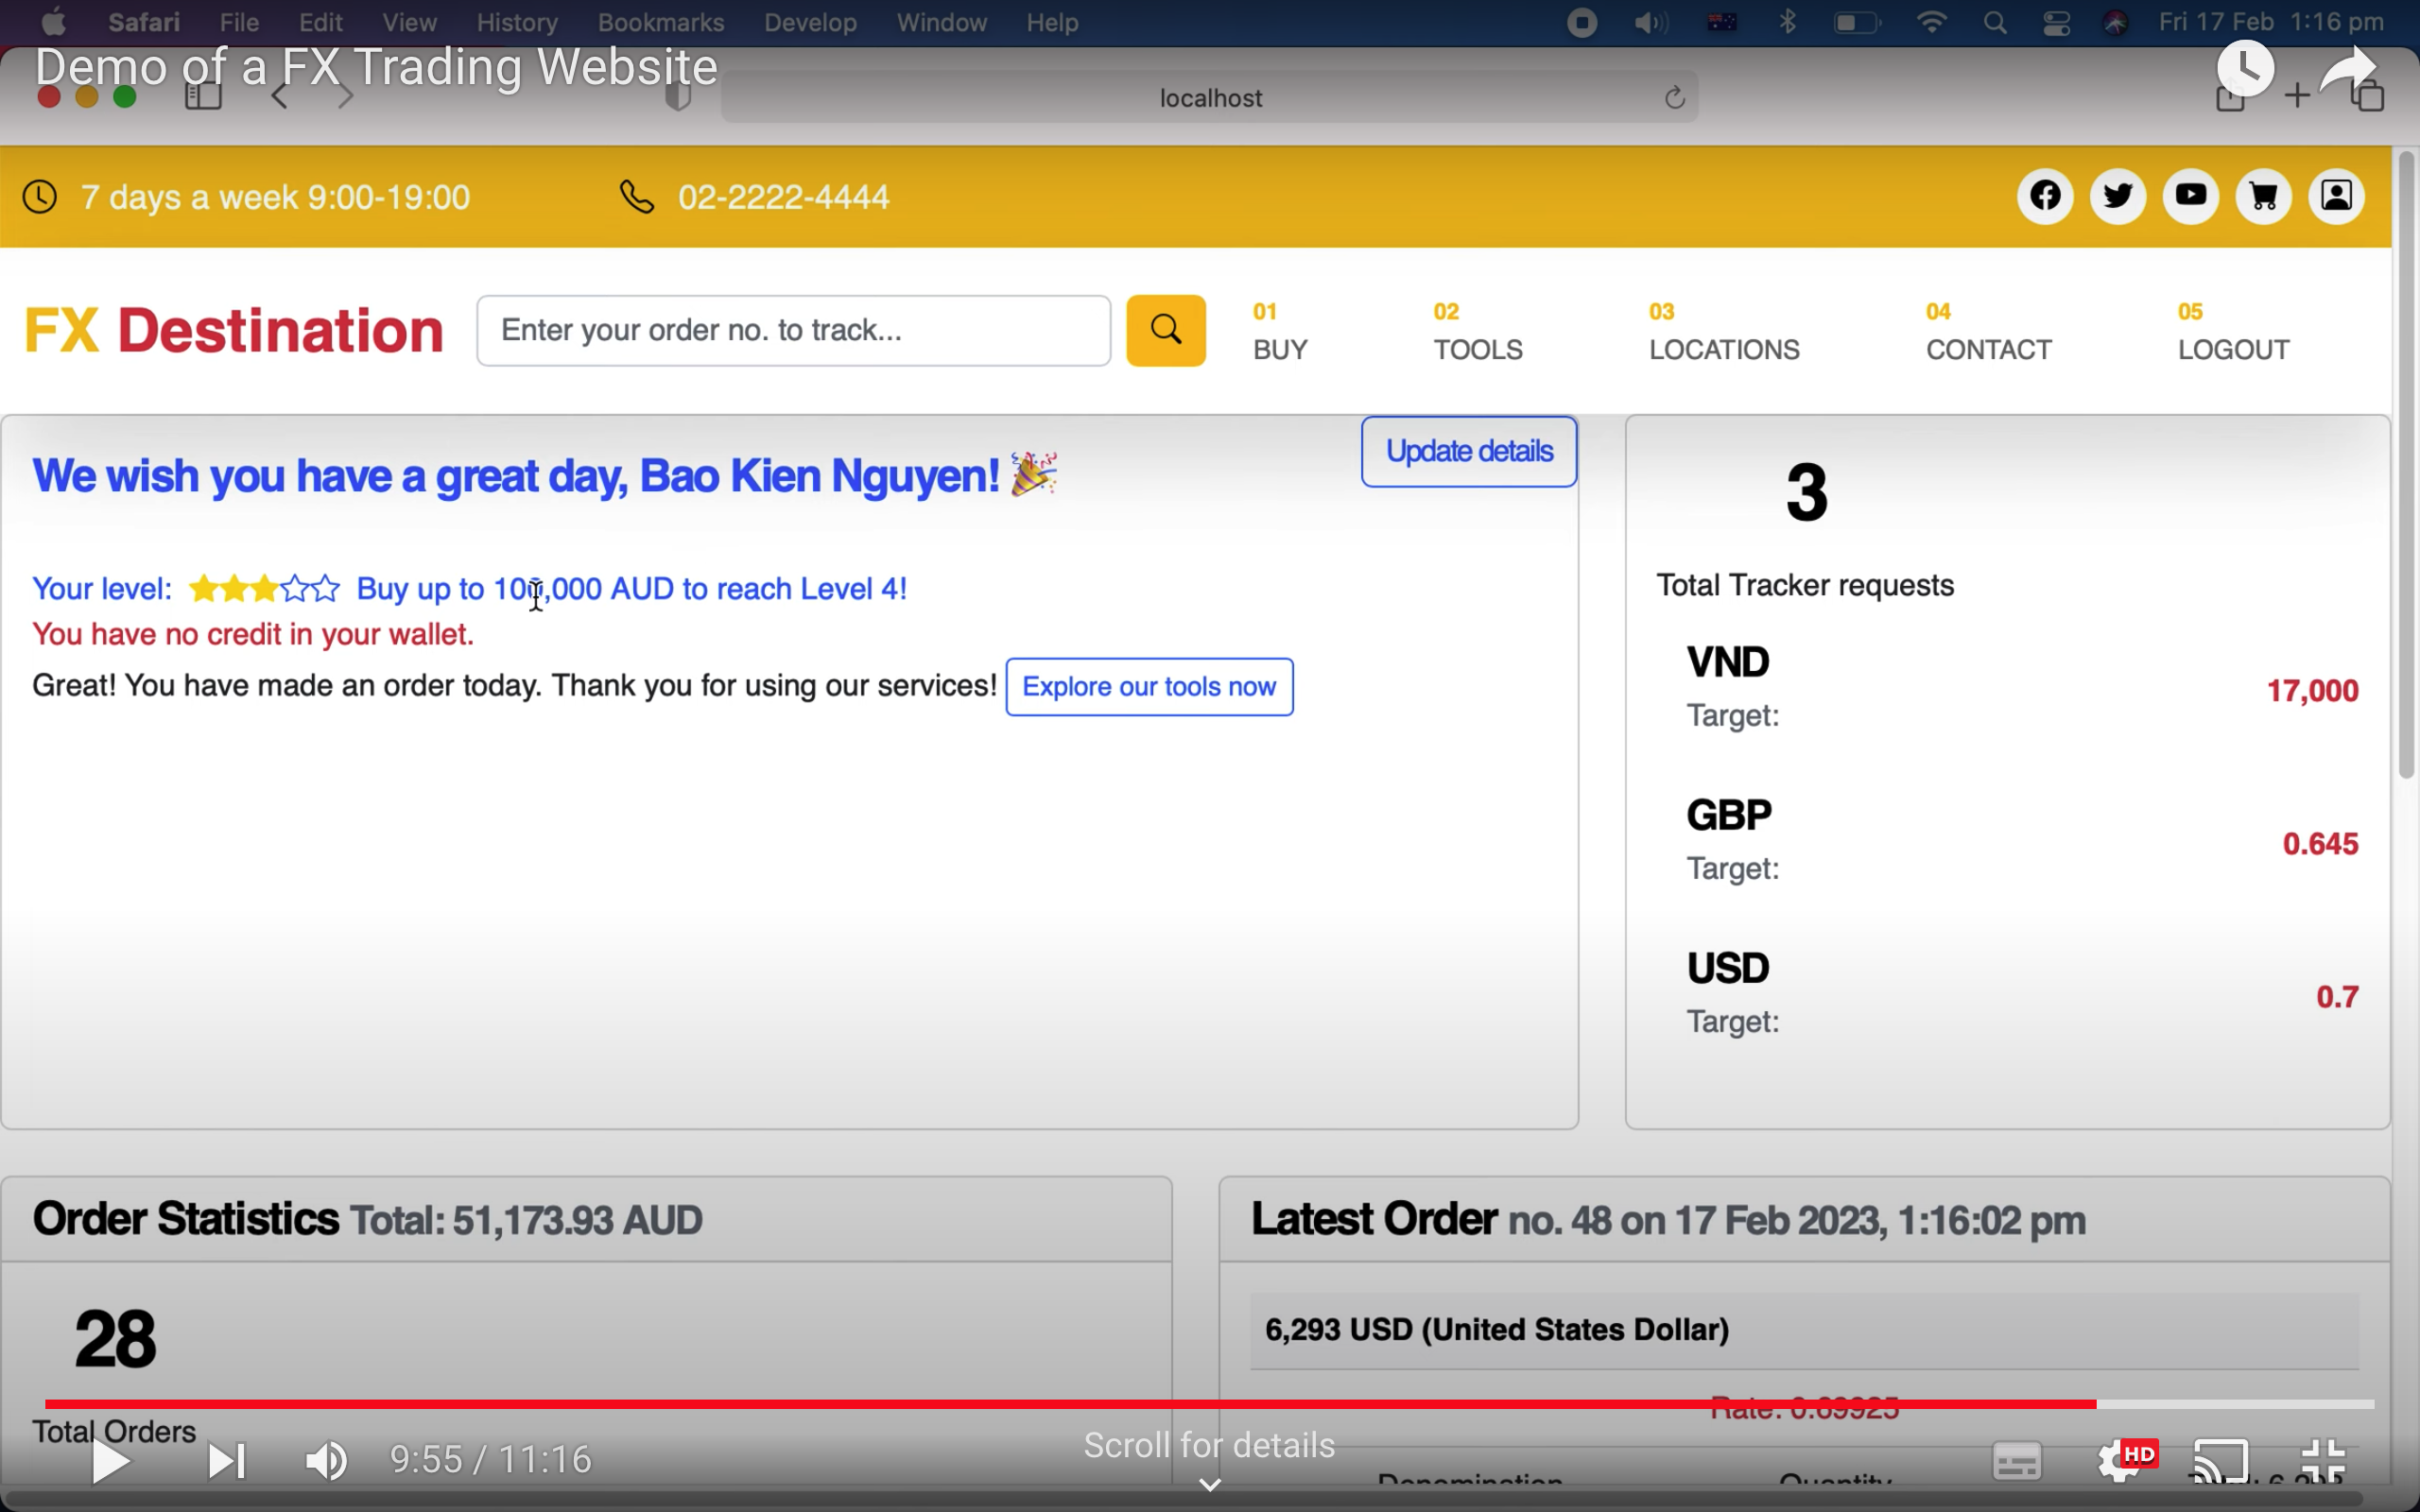 Safari File Edit View History Bookmarks Develop Window Help Fri 17 Feb 1:16 pm
Demo of a FX Trading Website
localhost
7 days a week 9:00-19:00 02-2222-4444
FX Destination
Enter your order no. to track...
01 BUY
02 TOOLS
03 LOCATIONS
04 CONTACT
05 LOGOUT
We wish you have a great day, Bao Kien Nguyen! 🎉
Update details
Your level: Buy up to 100,000 AUD to reach Level 4!
You have no credit in your wallet.
Great! You have made an order today. Thank you for using our services! Explore our tools now
3
Total Tracker requests
VND
Target: 17,000
GBP
Target: 0.645
USD
Target: 0.7
Order Statistics Total: 51,173.93 AUD
28
Total Orders
Latest Order no. 48 on 17 Feb 2023, 1:16:02 pm
6,293 USD (United States Dollar)
Rate:
Denomination Quantity
9:55 / 11:16
Scroll for details
HD